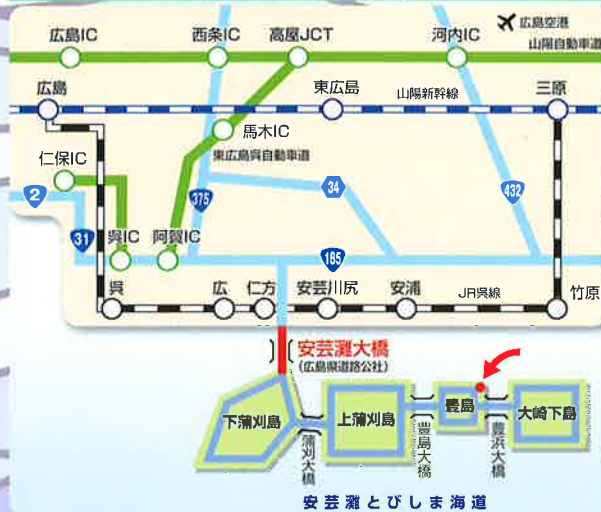 広島空港
広島IC
西条IC
高屋JCT
河内IC
山陽自動車道
広島
東広島
山陽新幹線
三原
馬木IC
東広島呉自動車道
仁保IC
2
375
34
432
31
呉IC
阿賀IC
185
呉
広
仁方
安芸川尻
安浦
JR呉線
竹原
安芸灘大橋
(広島県道路公社)
下蒲刈島
蒲刈大橋
上蒲刈島
豊島大橋
豊島
豊浜大橋
大崎下島
安芸灘とびしま海道